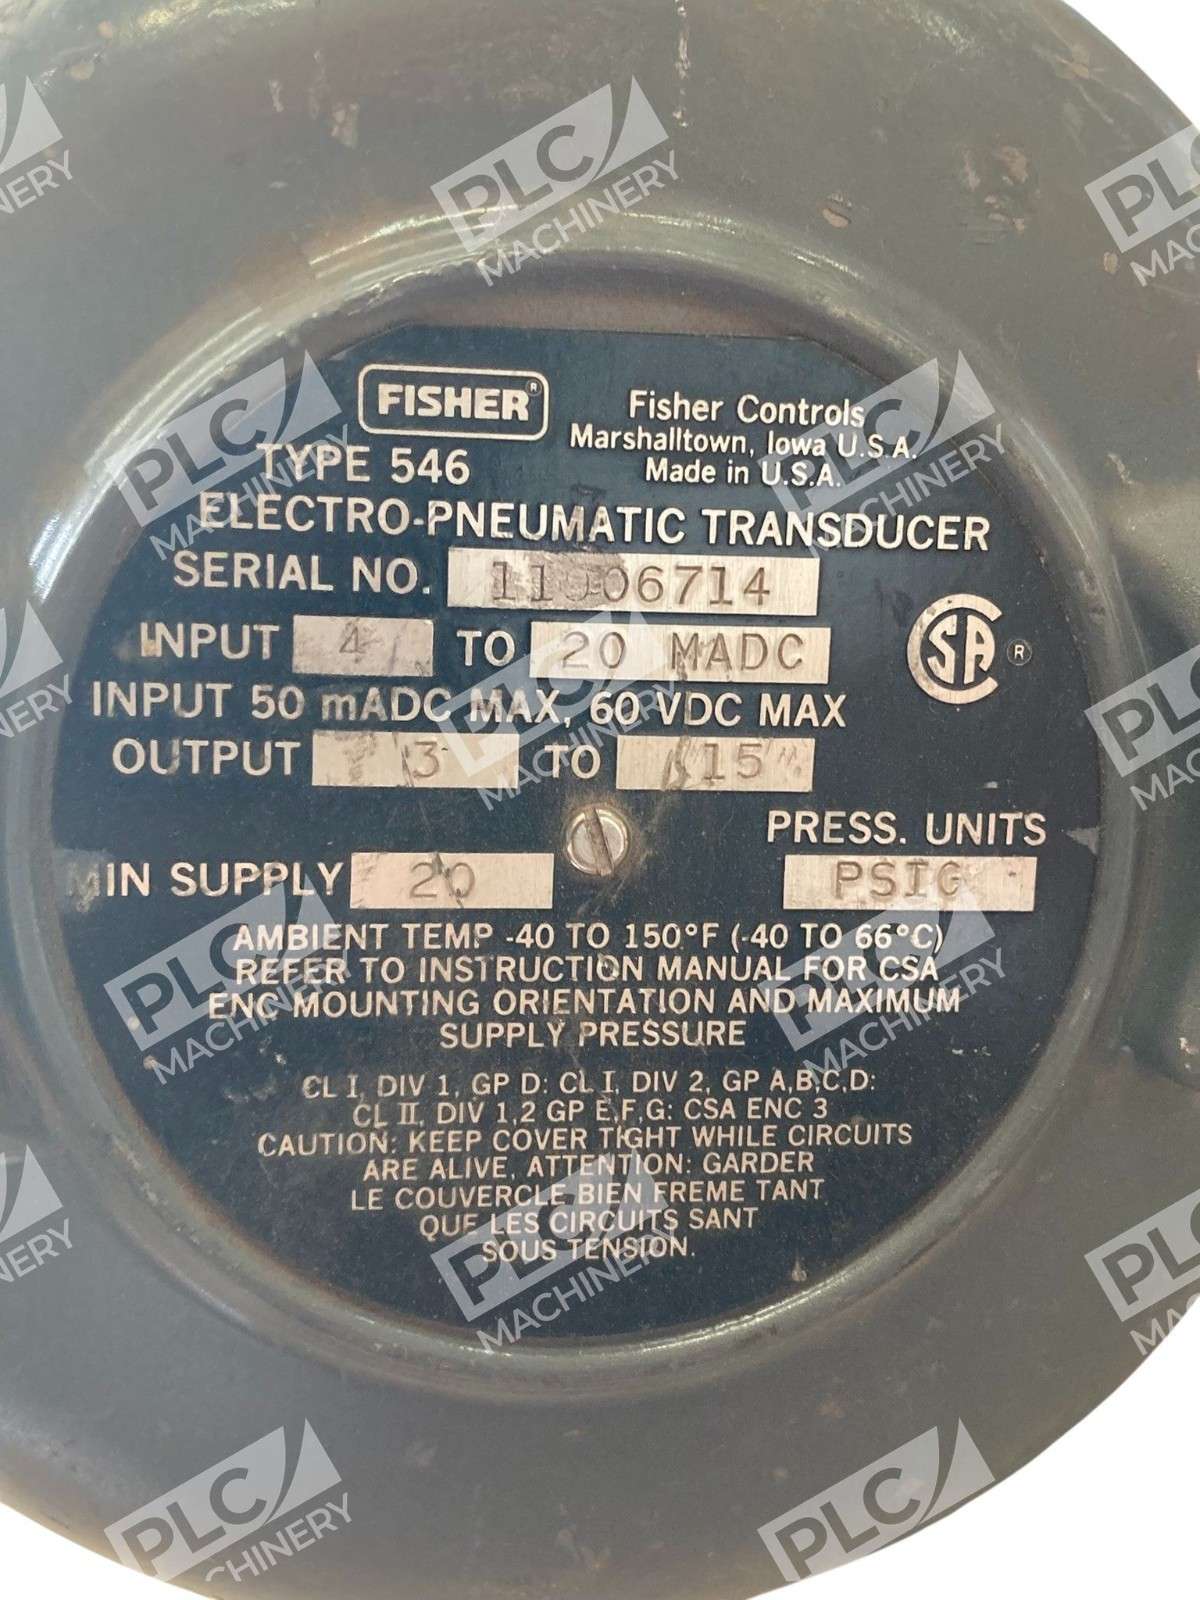 FISHER®
Fisher Controls
Marshalltown, Iowa U.S.A.
Made in U.S.A.
TYPE 546
ELECTRO-PNEUMATIC TRANSDUCER
SERIAL NO.
INPUT 4 TO 20 MADC
CSA ®
INPUT 50 mADC MAX, 60 VDC MAX
OUTPUT 3 TO 15
PRESS. UNITS
MIN SUPPLY 20 PSIG
AMBIENT TEMP -40 TO 150°F (-40 TO 66°C)
REFER TO INSTRUCTION MANUAL FOR CSA
ENC MOUNTING ORIENTATION AND MAXIMUM
SUPPLY PRESSURE
CL I, DIV 1, GP D: CL I, DIV 2, GP A,B,C,D:
CL II, DIV 1,2 GP E,F,G: CSA ENC 3
CAUTION: KEEP COVER TIGHT WHILE CIRCUITS
ARE ALIVE, ATTENTION: GARDER
LE COUVERCLE BIEN FREME TANT
QUE LES CIRCUITS SANT
SOUS TENSION.
PLC MACHINERY